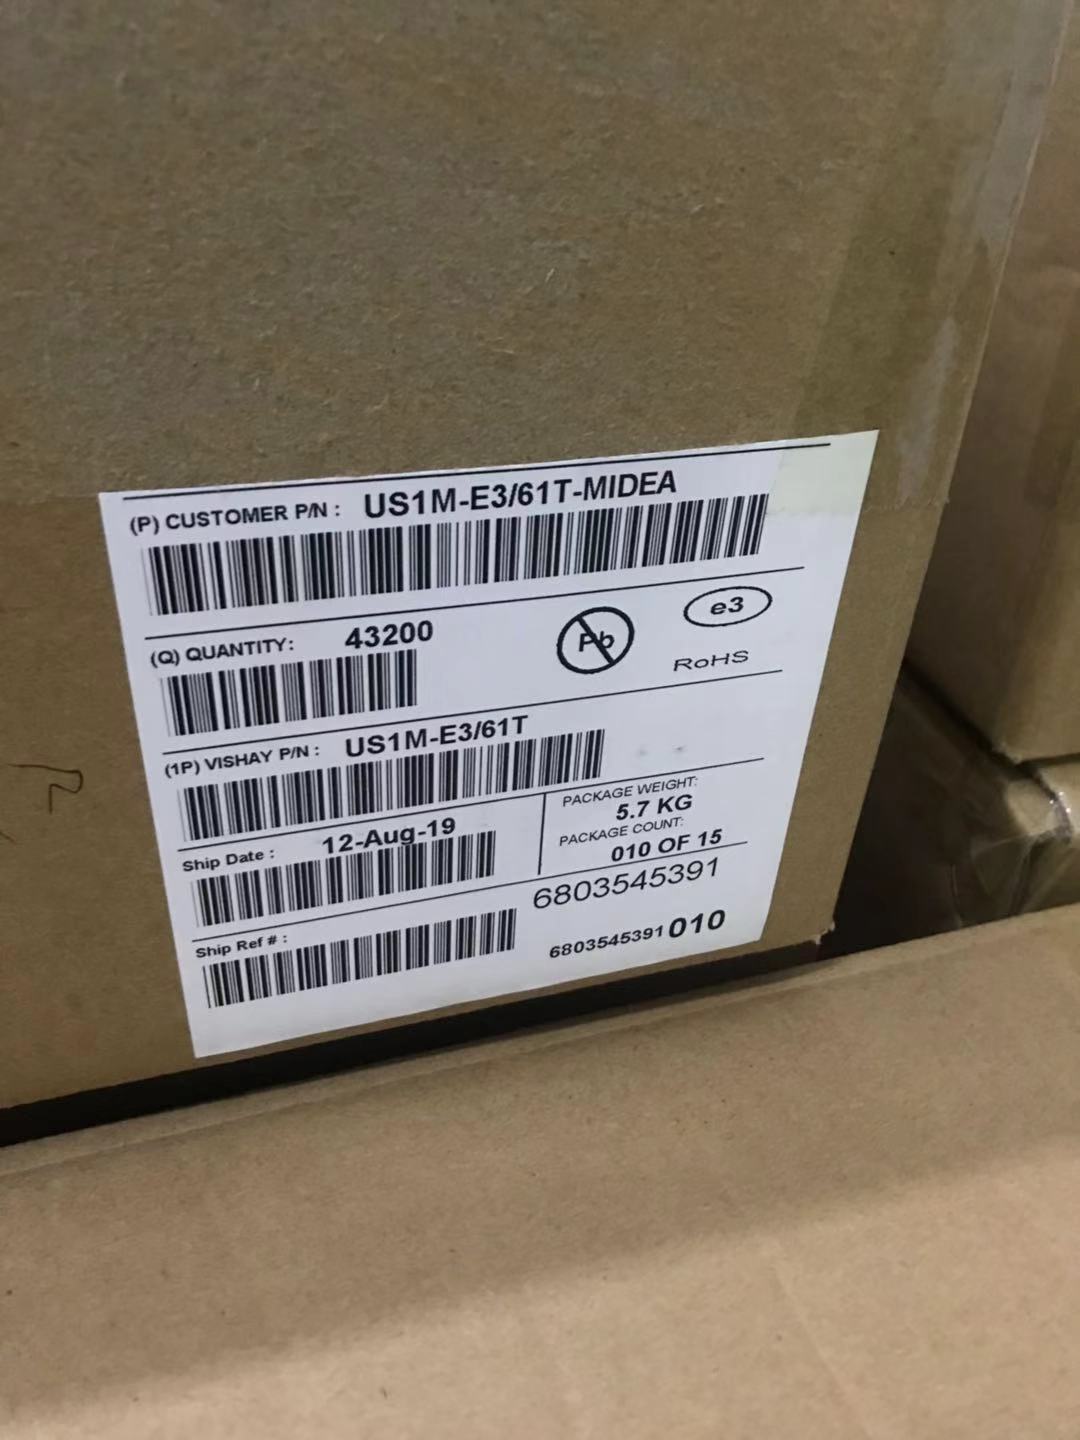 (P) CUSTOMER P/N : US1M-E3/61T-MIDEA
(Q) QUANTITY: 43200
Pb
e3
RoHS
(1P) VISHAY P/N : US1M-E3/61T
Ship Date : 12-Aug-19
PACKAGE WEIGHT:
5.7 KG
PACKAGE COUNT:
010 OF 15
Ship Ref # :
6803545391
6803545391010